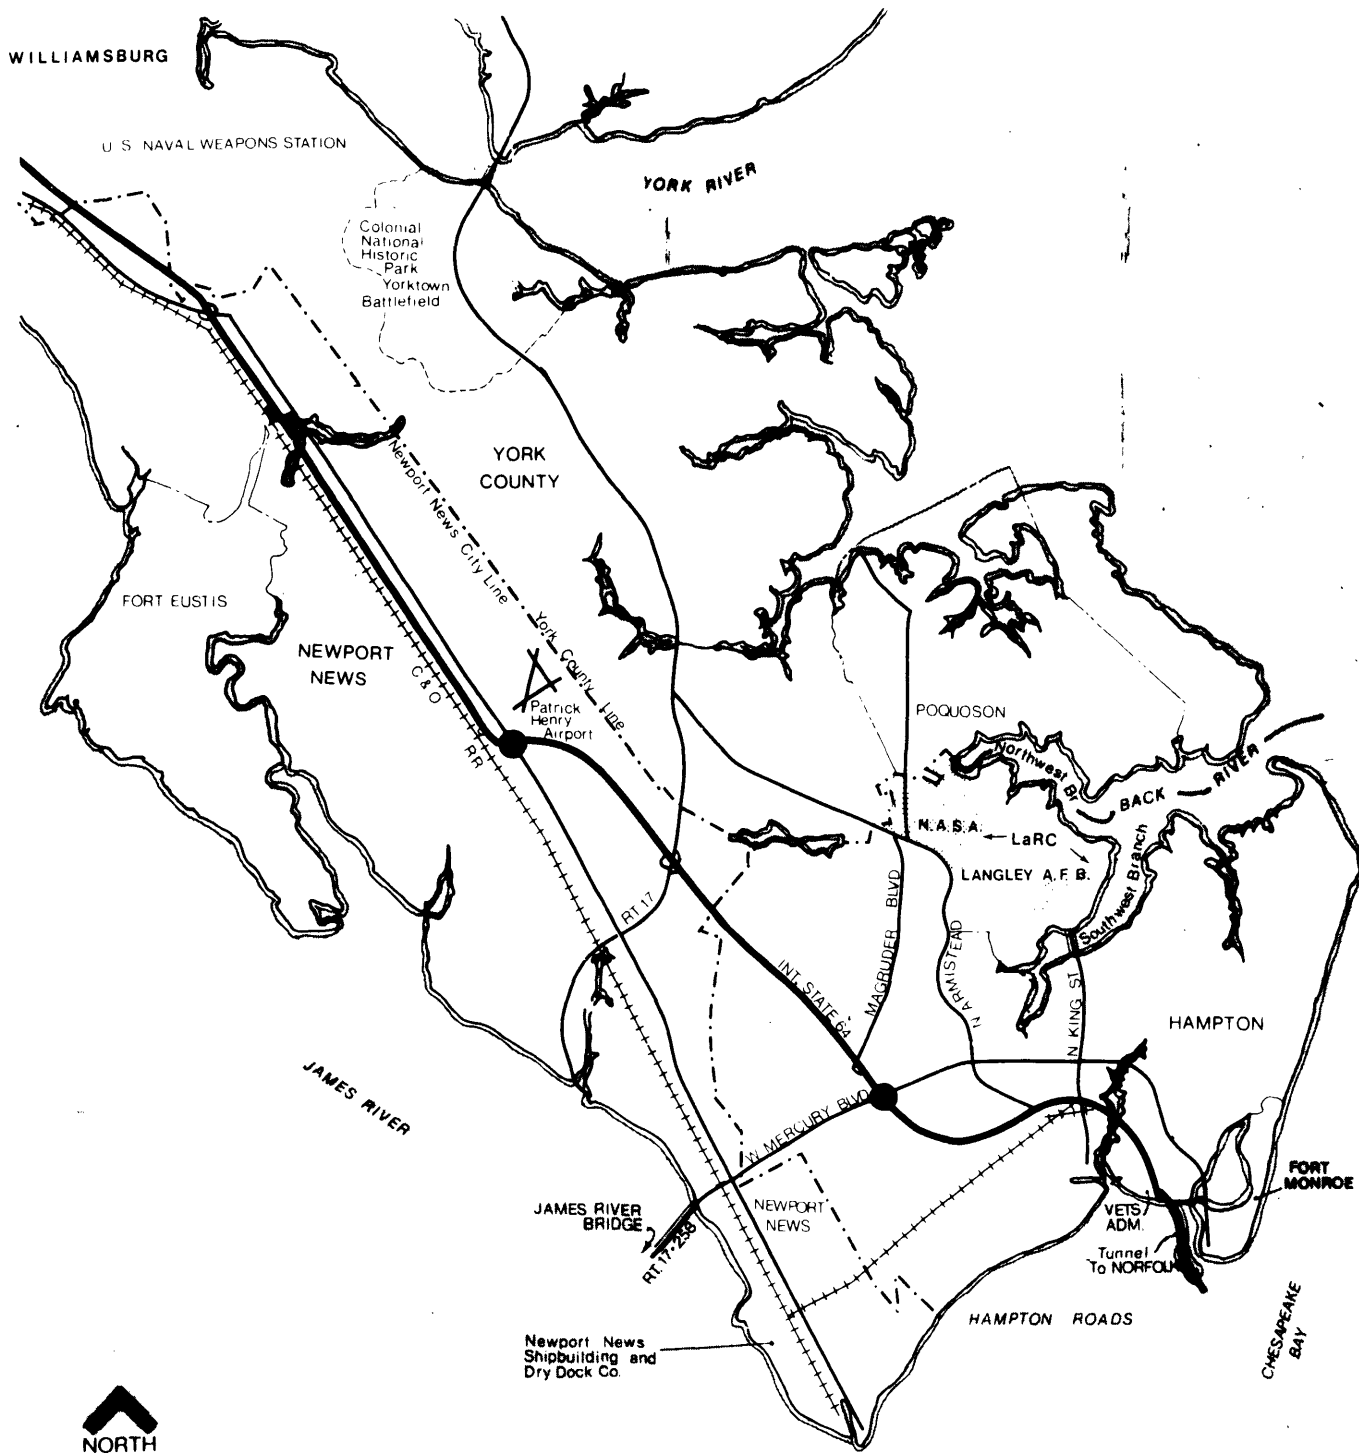 WILLIAMSBURG
U S NAVAL WEAPONS STATION
YORK RIVER
Colonial
National
Historic
Park
Yorktown
Battlefield
YORK
COUNTY
Newport News City Line
York County Line
FORT EUSTIS
NEWPORT
NEWS
C & O RR
Patrick
Henry
Airport
POQUOSON
Northwest Br
BACK RIVER
N.A.S.A.
LaRC
LANGLEY A.F.B.
Southwest Branch
RT. 17
MAGRUDER BLVD
N ARMISTEAD
N KING ST
INT. STATE 64
HAMPTON
JAMES RIVER
W MERCURY BLVD
JAMES RIVER
BRIDGE
RT. 17-258
NEWPORT
NEWS
FORT
MONROE
VETS
ADM.
Tunnel
To NORFOLK
HAMPTON ROADS
CHESAPEAKE
BAY
Newport News
Shipbuilding and
Dry Dock Co.
NORTH